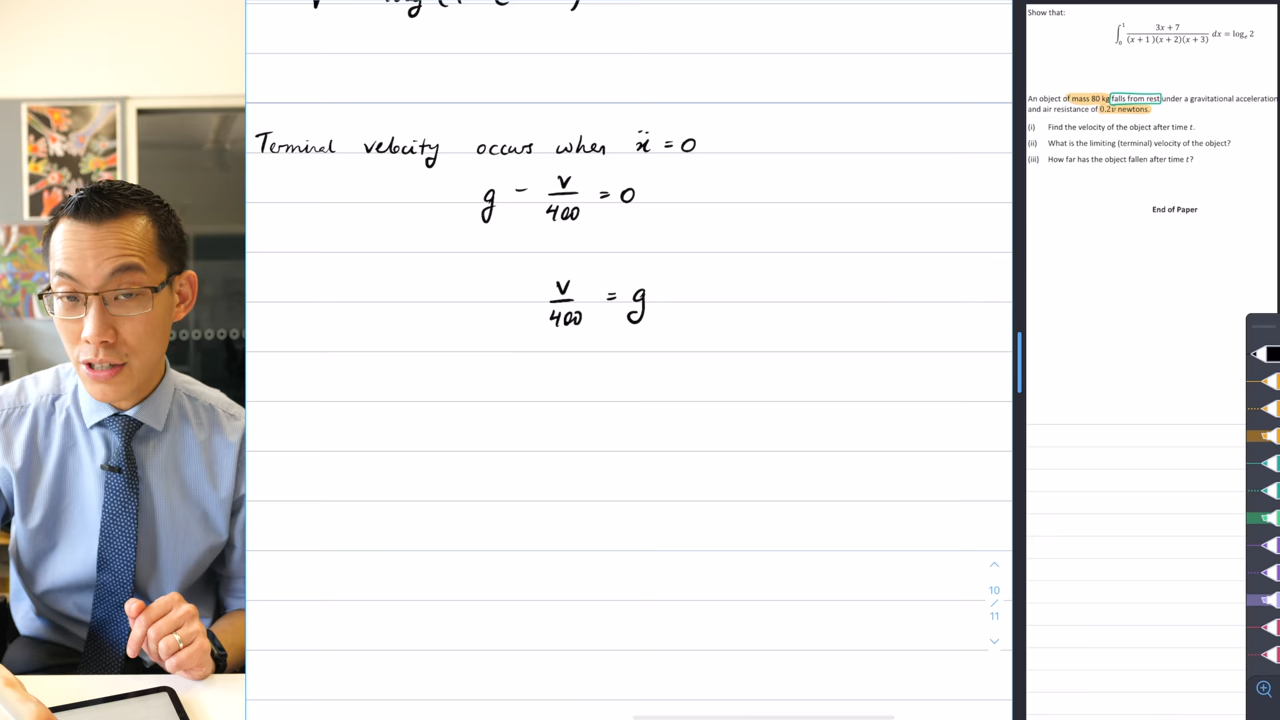 Terminal velocity occurs when ẍ = 0
g - v/400 = 0
v/400 = g
10
/
11
Show that:
∫₀¹ (3x + 7)/((x + 1)(x + 2)(x + 3)) dx = logₑ 2
An object of mass 80 kg falls from rest under a gravitational acceleration
and air resistance of 0.2v newtons.
(i) Find the velocity of the object after time t.
(ii) What is the limiting (terminal) velocity of the object?
(iii) How far has the object fallen after time t?
End of Paper